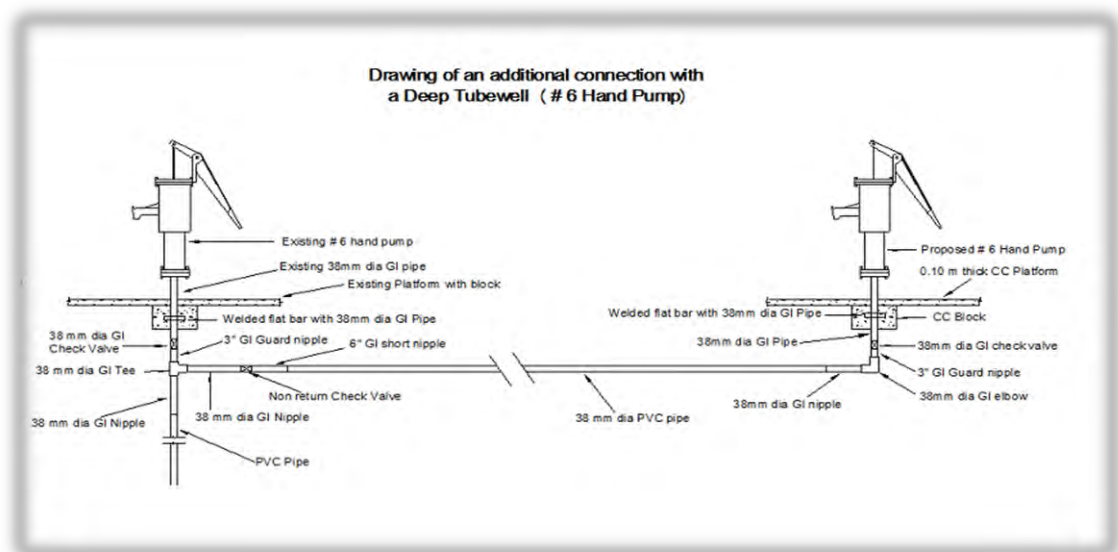 Drawing of an additional connection with
a Deep Tubewell ( # 6 Hand Pump)
Existing # 6 hand pump
Existing 38mm dia GI pipe
Existing Platform with block
Welded flat bar with 38mm dia GI Pipe
38 mm dia GI
Check Valve
3" GI Guard nipple
6" GI short nipple
38 mm dia GI Tee
Non return Check Valve
38 mm dia GI Nipple
38 mm dia GI Nipple
PVC Pipe
38 mm dia PVC pipe
Proposed # 6 Hand Pump
0.10 m thick CC Platform
Welded flat bar with 38mm dia GI Pipe
CC Block
38mm dia GI Pipe
38mm dia GI check valve
3" GI Guard nipple
38mm dia GI nipple
38mm dia GI elbow